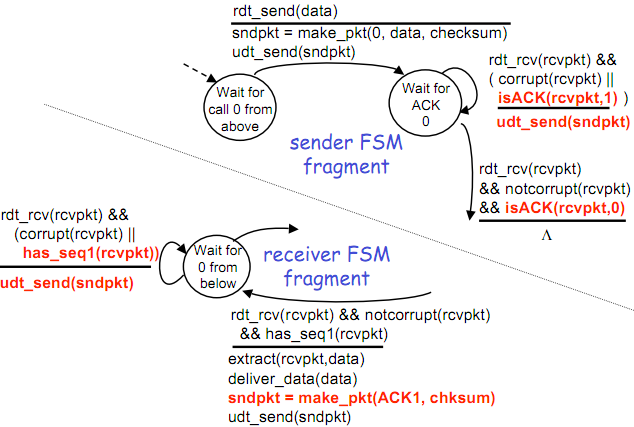 rdt_send(data)
sndpkt = make_pkt(0, data, checksum)
udt_send(sndpkt)
Wait for
call 0 from
above
Wait for
ACK
0
rdt_rcv(rcvpkt) &&
( corrupt(rcvpkt) ||
isACK(rcvpkt,1) )
udt_send(sndpkt)
sender FSM
fragment
rdt_rcv(rcvpkt)
&& notcorrupt(rcvpkt)
&& isACK(rcvpkt,0)
Λ
rdt_rcv(rcvpkt) &&
(corrupt(rcvpkt) ||
has_seq1(rcvpkt))
udt_send(sndpkt)
Wait for
0 from
below
receiver FSM
fragment
rdt_rcv(rcvpkt) && notcorrupt(rcvpkt)
&& has_seq1(rcvpkt)
extract(rcvpkt,data)
deliver_data(data)
sndpkt = make_pkt(ACK1, chksum)
udt_send(sndpkt)